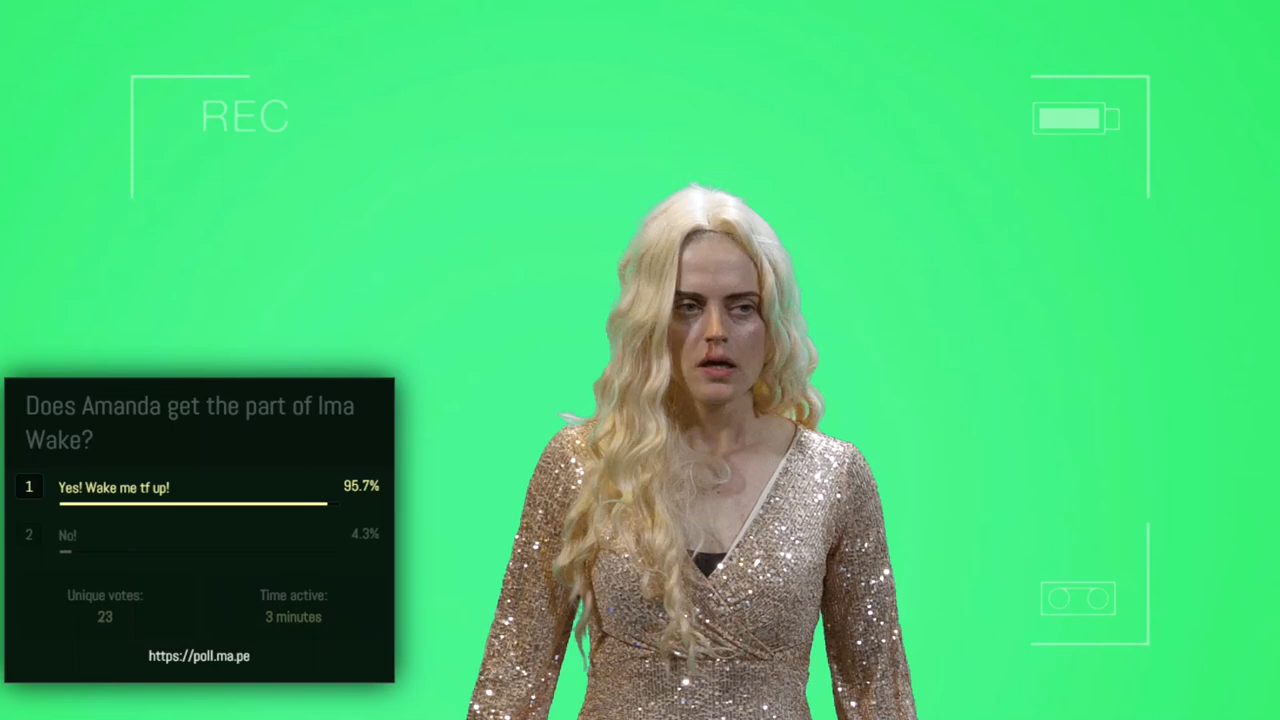 REC
Does Amanda get the part of Ima
Wake?
1 Yes! Wake me tf up! 95.7%
2 No! 4.3%
Unique votes: Time active:
23 3 minutes
https://poll.ma.pe